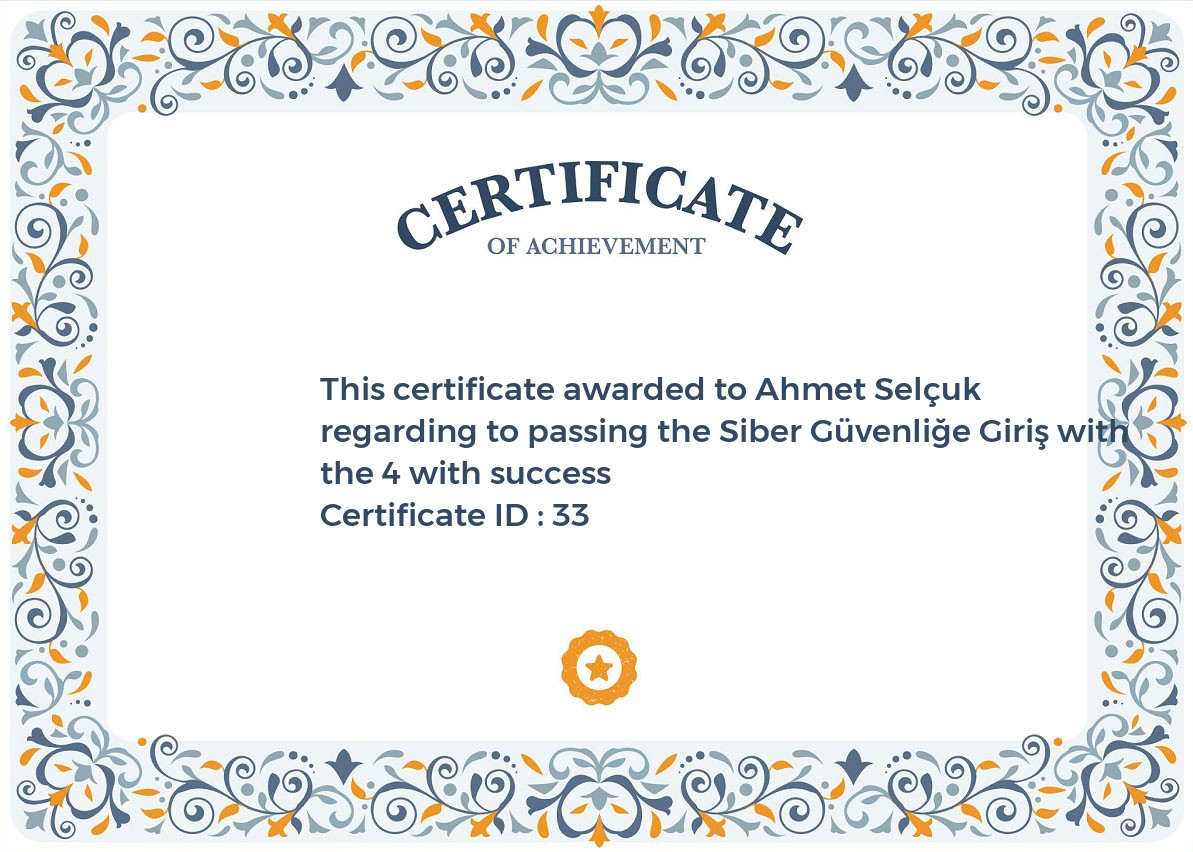 CERTIFICATE
OF ACHIEVEMENT
This certificate awarded to Ahmet Selçuk
regarding to passing the Siber Güvenliğe Giriş with
the 4 with success
Certificate ID : 33